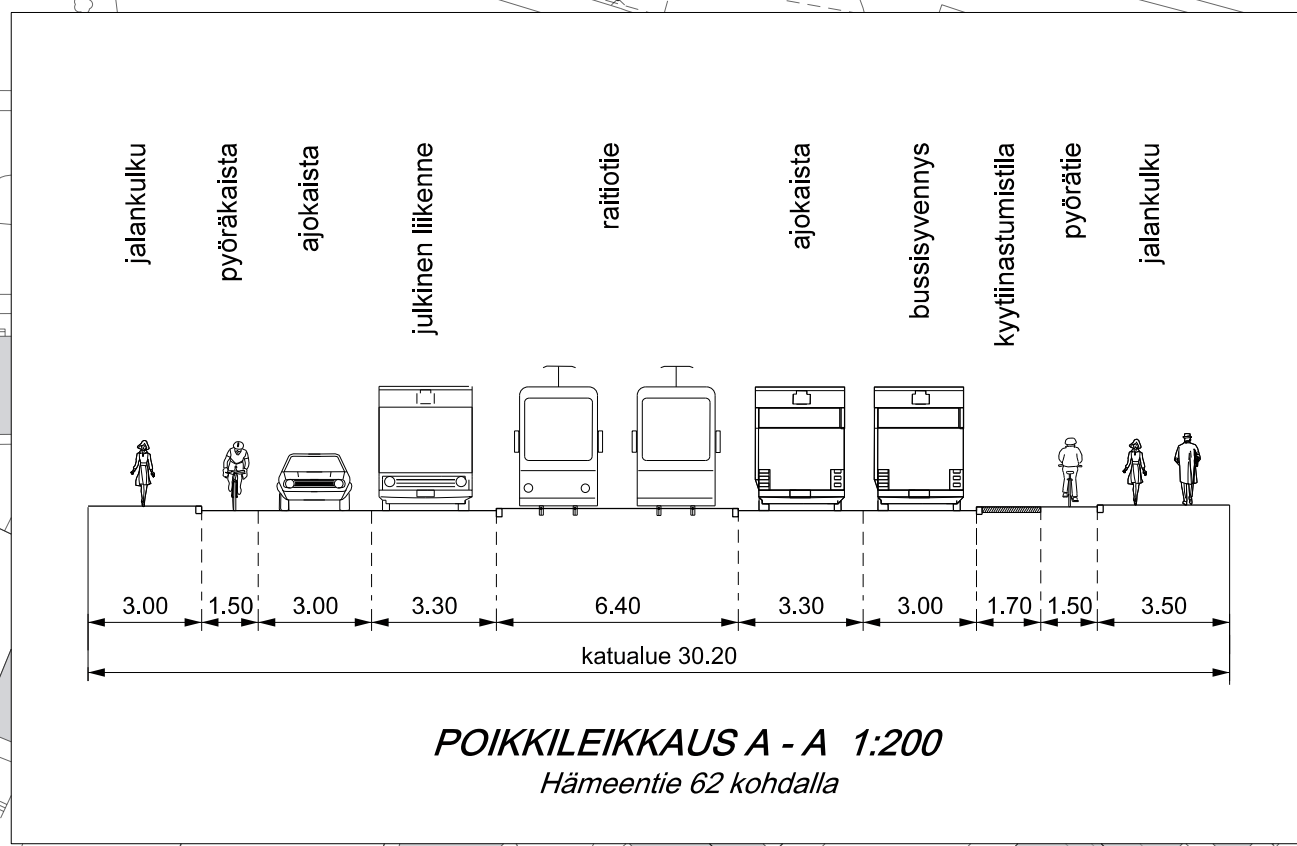 jalankulku
pyöräkaista
ajokaista
julkinen liikenne
raitiotie
ajokaista
bussisyvennys
kyytiinastumistila
pyörätie
jalankulku
3.00
1.50
3.00
3.30
6.40
3.30
3.00
1.70
1.50
3.50
katualue 30.20
POIKKILEIKKAUS A - A 1:200
Hämeentie 62 kohdalla